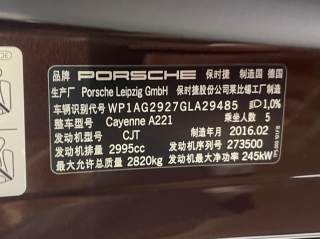 品牌 PORSCHE 保时捷 制造国 德国
生产厂 Porsche Leipzig GmbH 保时捷股份公司莱比锡工厂制造
车辆识别代号 WP1AG2927GLA29485 1,0%
整车型号 Cayenne A221 乘坐人数 5
发动机型号 CJT 制造年月 2016.02
发动机排量 2995cc 发动机序列号 273500
最大允许总质量 2820kg 发动机最大净功率 245kW